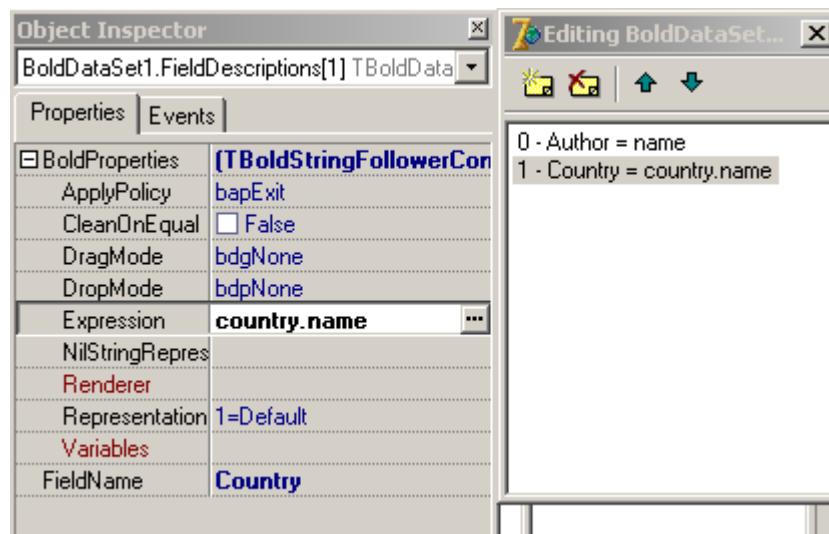 Object Inspector
BoldDataSet1.FieldDescriptions[1] TBoldData
Properties Events
BoldProperties (TBoldStringFollowerCon
ApplyPolicy bapExit
CleanOnEqual False
DragMode bdgNone
DropMode bdpNone
Expression country.name ...
NilStringRepres
Renderer
Representation 1=Default
Variables
FieldName Country
7 Editing BoldDataSet...
0 - Author = name
1 - Country = country.name